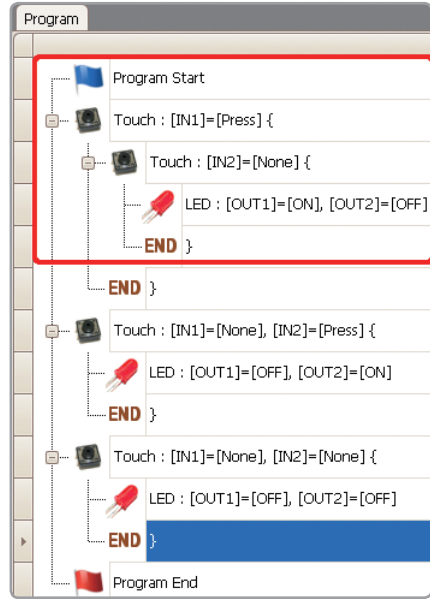 Program
Program Start
Touch : [IN1]=[Press] {
Touch : [IN2]=[None] {
LED : [OUT1]=[ON], [OUT2]=[OFF]
END }
END }
Touch : [IN1]=[None], [IN2]=[Press] {
LED : [OUT1]=[OFF], [OUT2]=[ON]
END }
Touch : [IN1]=[None], [IN2]=[None] {
LED : [OUT1]=[OFF], [OUT2]=[OFF]
END }
Program End